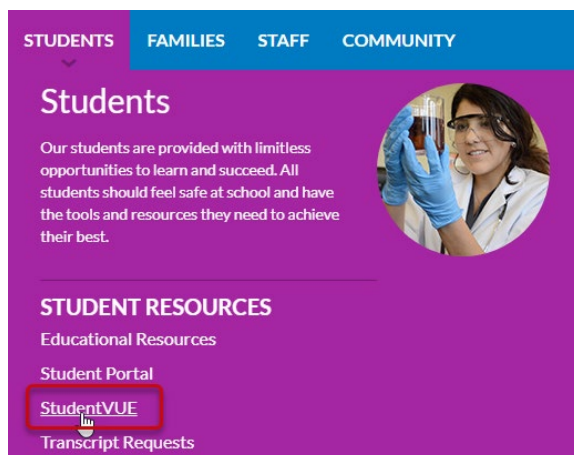 STUDENTS FAMILIES STAFF COMMUNITY
Students
Our students are provided with limitless
opportunities to learn and succeed. All
students should feel safe at school and have
the tools and resources they need to achieve
their best.
STUDENT RESOURCES
Educational Resources
Student Portal
StudentVUE
Transcript Requests